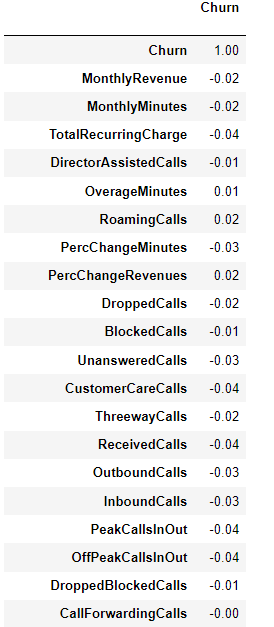 Churn
Churn 1.00
MonthlyRevenue -0.02
MonthlyMinutes -0.02
TotalRecurringCharge -0.04
DirectorAssistedCalls -0.01
OverageMinutes 0.01
RoamingCalls 0.02
PercChangeMinutes -0.03
PercChangeRevenues 0.02
DroppedCalls -0.02
BlockedCalls -0.01
UnansweredCalls -0.03
CustomerCareCalls -0.04
ThreewayCalls -0.02
ReceivedCalls -0.04
OutboundCalls -0.03
InboundCalls -0.03
PeakCallsInOut -0.04
OffPeakCallsInOut -0.04
DroppedBlockedCalls -0.01
CallForwardingCalls -0.00